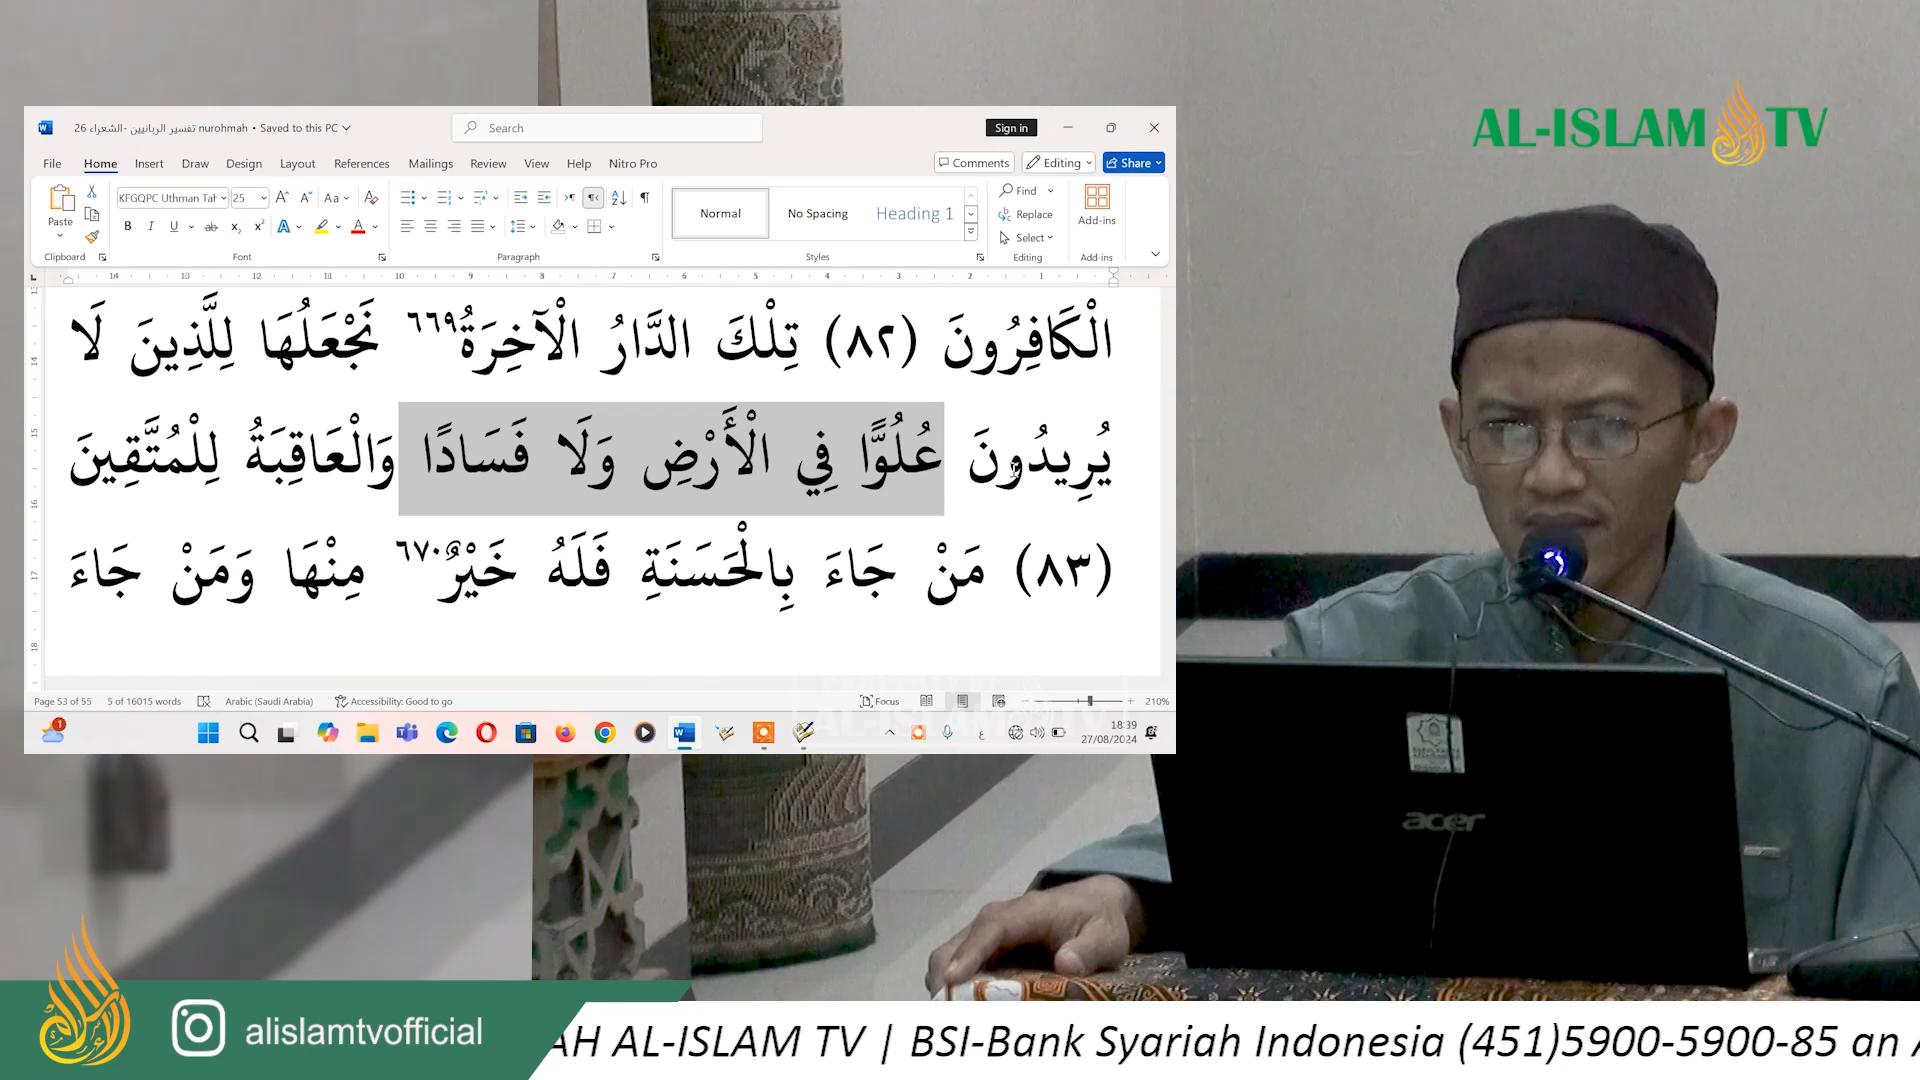 تفسير الربانيين -الشعراء 26 nurohmah • Saved to this PC
Search
Sign in
File Home Insert Draw Design Layout References Mailings Review View Help Nitro Pro
Comments Editing Share
Paste
KFGQPC Uthman Tah 25
Normal No Spacing Heading 1
Find
Replace
Select
Add-ins
Clipboard Font Paragraph Styles Editing Add-ins
الْكَافِرُونَ (٨٢) تِلْكَ الدَّارُ الْآخِرَةُ٦٦٩ نَجْعَلُهَا لِلَّذِينَ لَا
يُرِيدُونَ عُلُوًّا فِي الْأَرْضِ وَلَا فَسَادًا وَالْعَاقِبَةُ لِلْمُتَّقِينَ
(٨٣) مَنْ جَاءَ بِالْحَسَنَةِ فَلَهُ خَيْرٌ٦٧٠ مِنْهَا وَمَنْ جَاءَ
Page 53 of 55 5 of 16015 words Arabic (Saudi Arabia) Accessibility: Good to go Focus 210%
18:39
27/08/2024
AL-ISLAM TV
acer
alislamtvofficial
AH AL-ISLAM TV | BSI-Bank Syariah Indonesia (451)5900-5900-85 an